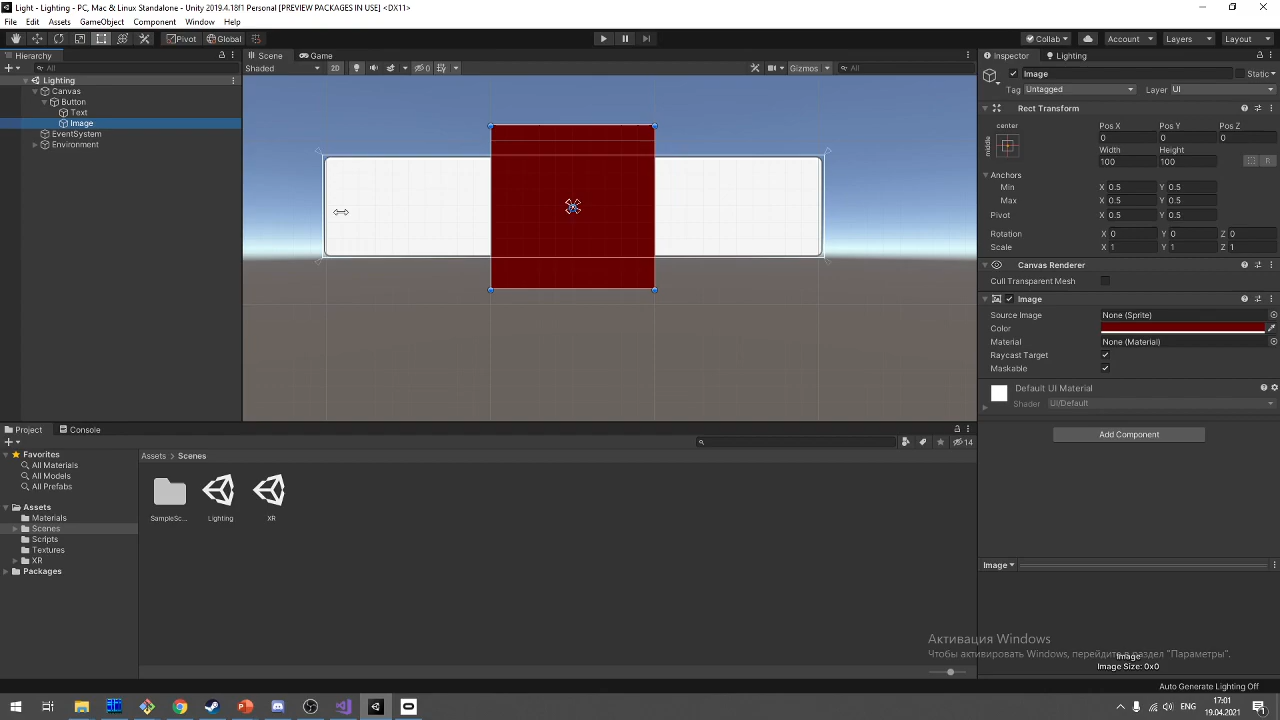 Light - Lighting - PC, Mac & Linux Standalone - Unity 2019.4.18f1 Personal [PREVIEW PACKAGES IN USE] <DX11>
File Edit Assets GameObject Component Window Help
Pivot Global Collab Account Layers Layout
Hierarchy
All
Lighting
Canvas
Button
Text
Image
EventSystem
Environment
Scene Game
Shaded 2D 0 Gizmos All
Inspector Lighting
Image Static
Tag Untagged Layer UI
Rect Transform
center Pos X Pos Y Pos Z
middle 0 0 0
Width Height
100 100 R
Anchors
Min X 0.5 Y 0.5
Max X 0.5 Y 0.5
Pivot X 0.5 Y 0.5
Rotation X 0 Y 0 Z 0
Scale X 1 Y 1 Z 1
Canvas Renderer
Cull Transparent Mesh
Image
Source Image None (Sprite)
Color
Material None (Material)
Raycast Target
Maskable
Default UI Material
Shader UI/Default
Add Component
Project Console
14
Favorites
All Materials
All Models
All Prefabs
Assets
Materials
Scenes
Scripts
Textures
XR
Packages
Assets > Scenes
SampleSc... Lighting XR
Image
Активация Windows
Чтобы активировать Windows, перейдите в раздел "Параметры".
Image
Image Size: 0x0
Auto Generate Lighting Off
ENG 17:01
19.04.2021